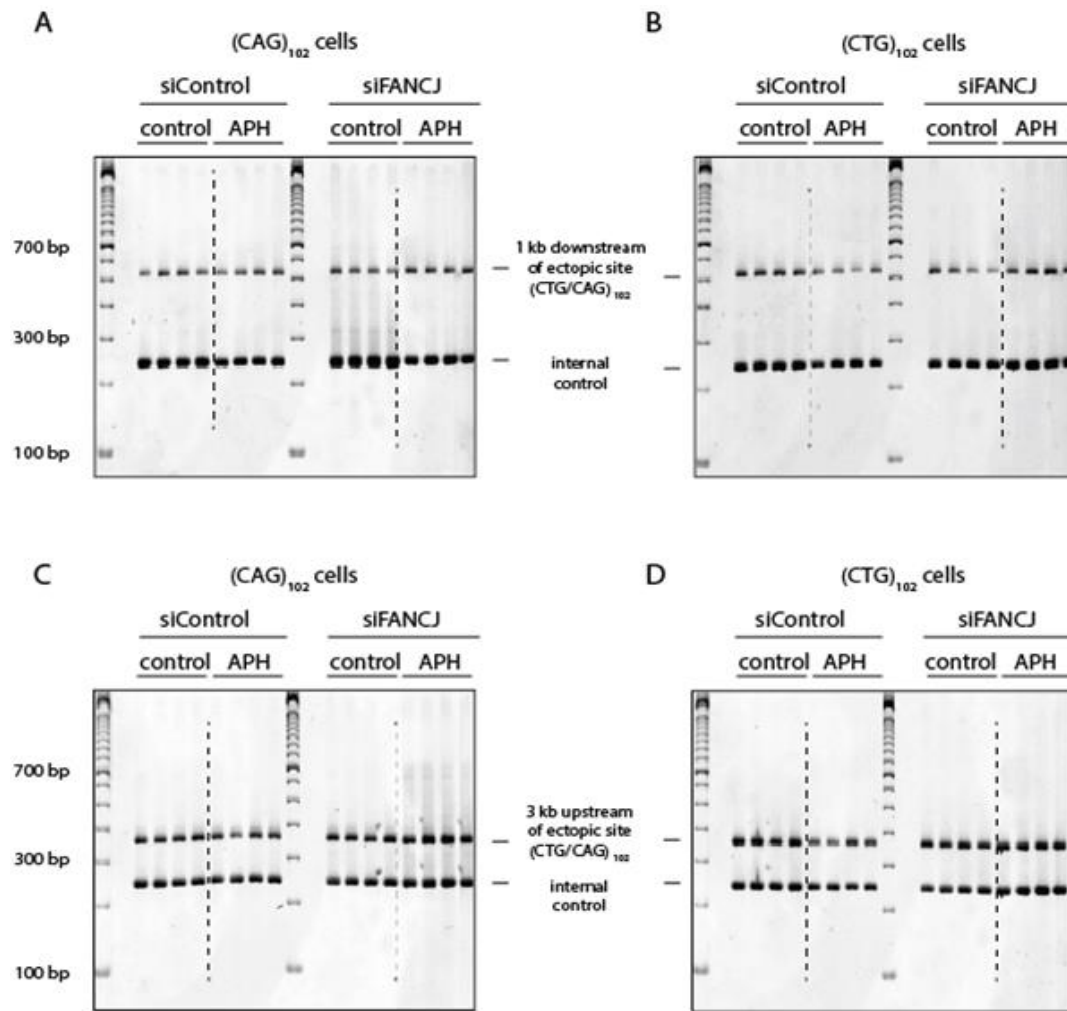 A
(CAG)₁₀₂ cells
siControl siFANCJ
control APH control APH
700 bp
300 bp
100 bp
1 kb downstream
of ectopic site
(CTG/CAG)₁₀₂
internal
control
B
(CTG)₁₀₂ cells
siControl siFANCJ
control APH control APH
C
(CAG)₁₀₂ cells
siControl siFANCJ
control APH control APH
700 bp
300 bp
100 bp
3 kb upstream
of ectopic site
(CTG/CAG)₁₀₂
internal
control
D
(CTG)₁₀₂ cells
siControl siFANCJ
control APH control APH